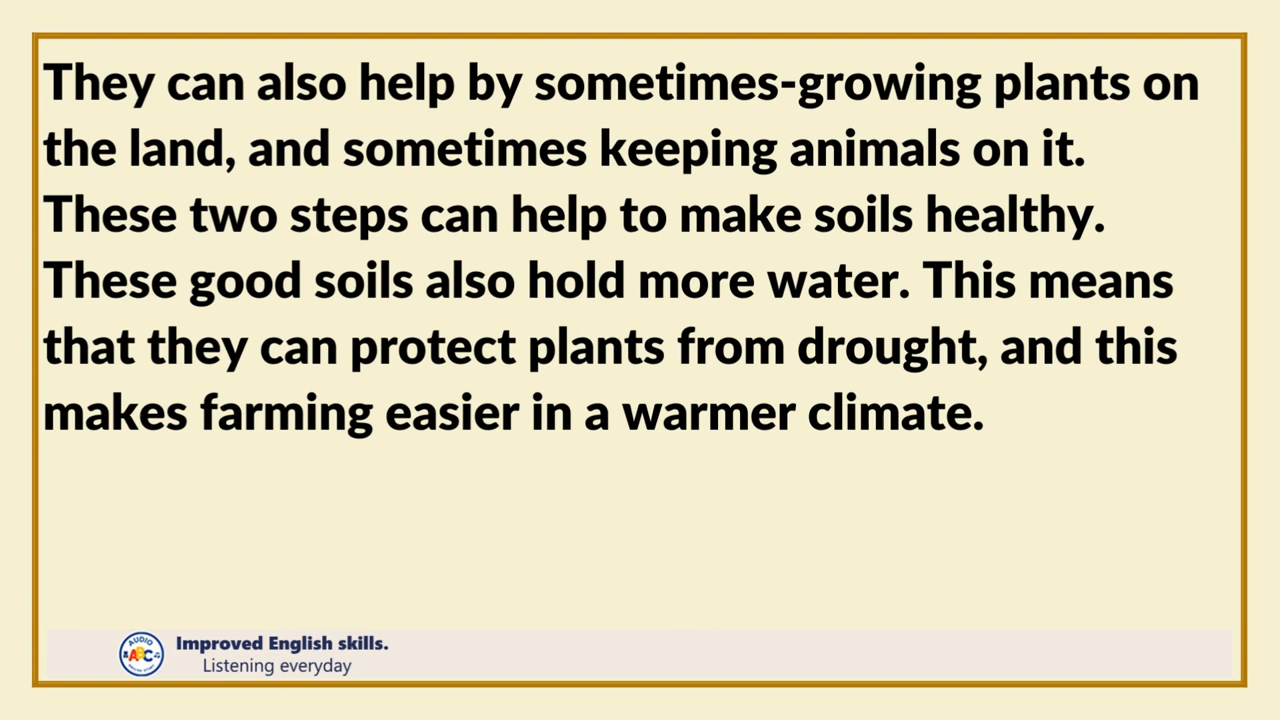 They can also help by sometimes-growing plants on
the land, and sometimes keeping animals on it.
These two steps can help to make soils healthy.
These good soils also hold more water. This means
that they can protect plants from drought, and this
makes farming easier in a warmer climate.
AUDIO
ABC
Improved English skills.
Listening everyday